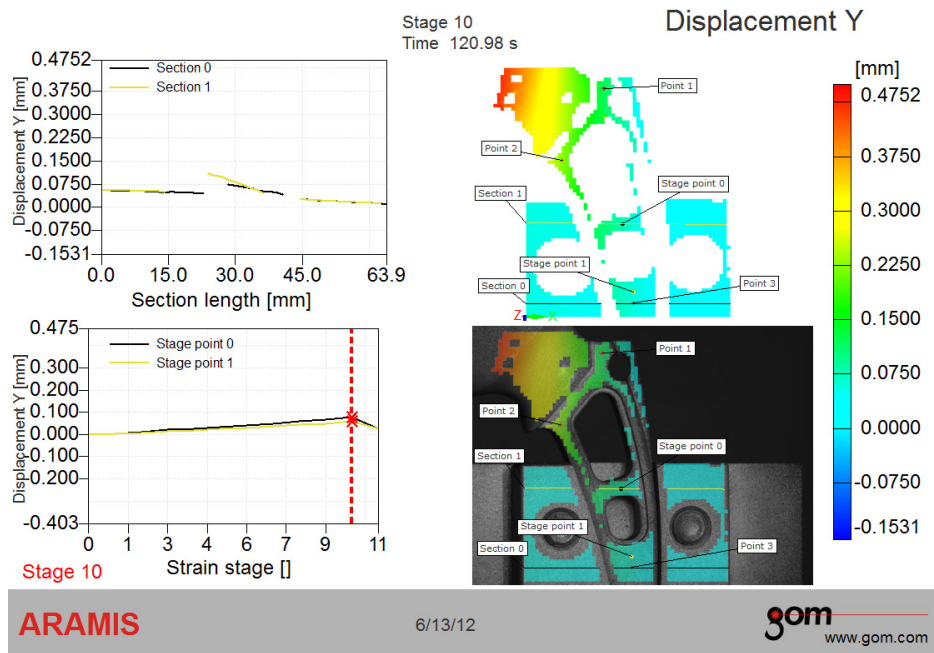 Stage 10
Time 120.98 s
Displacement Y
0.4752
0.3750
0.3000
0.2250
0.1500
0.0750
0.0000
-0.0750
-0.1531
Displacement Y [mm]
Section 0
Section 1
0.0
15.0
30.0
45.0
63.9
Section length [mm]
Point 1
Point 2
Section 1
Stage point 0
Stage point 1
Section 0
Point 3
Z
X
[mm]
0.4752
0.3750
0.3000
0.2250
0.1500
0.0750
0.0000
-0.0750
-0.1531
0.475
0.300
0.200
0.100
0.000
-0.100
-0.200
-0.403
Displacement Y [mm]
Stage point 0
Stage point 1
0 1 3 4 6 7 9 11
Stage 10
Strain stage []
Point 1
Point 2
Section 1
Stage point 0
Stage point 1
Section 0
Point 3
ARAMIS
6/13/12
gom
www.gom.com